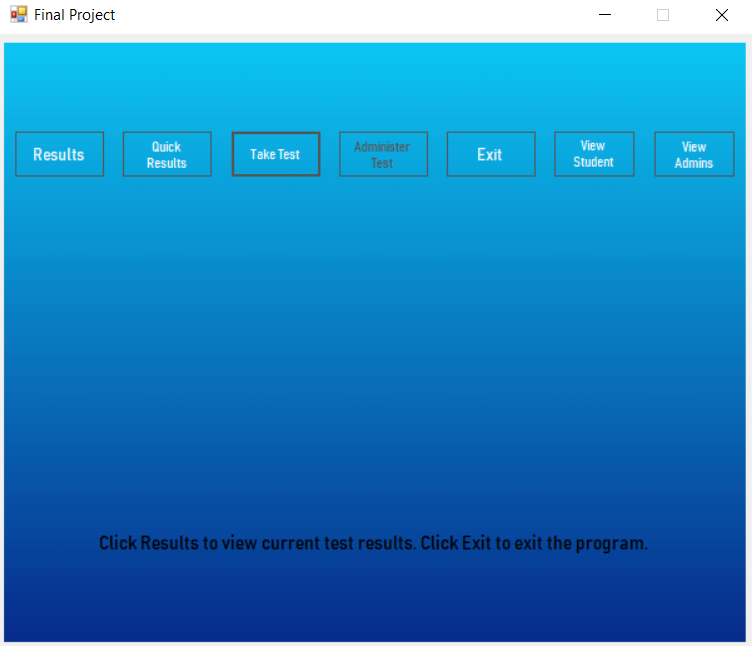 Final Project
Results
Quick
Results
Take Test
Administer
Test
Exit
View
Student
View
Admins
Click Results to view current test results. Click Exit to exit the program.